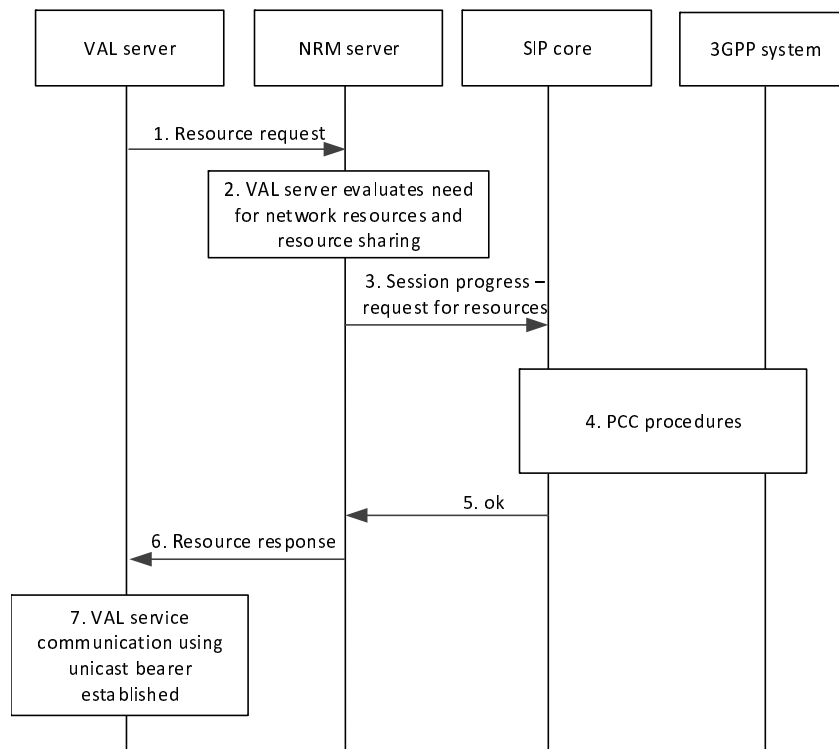 VAL server
NRM server
SIP core
3GPP system
1. Resource request
2. VAL server evaluates need
for network resources and
resource sharing
3. Session progress –
request for resources
4. PCC procedures
5. ok
6. Resource response
7. VAL service
communication using
unicast bearer
established